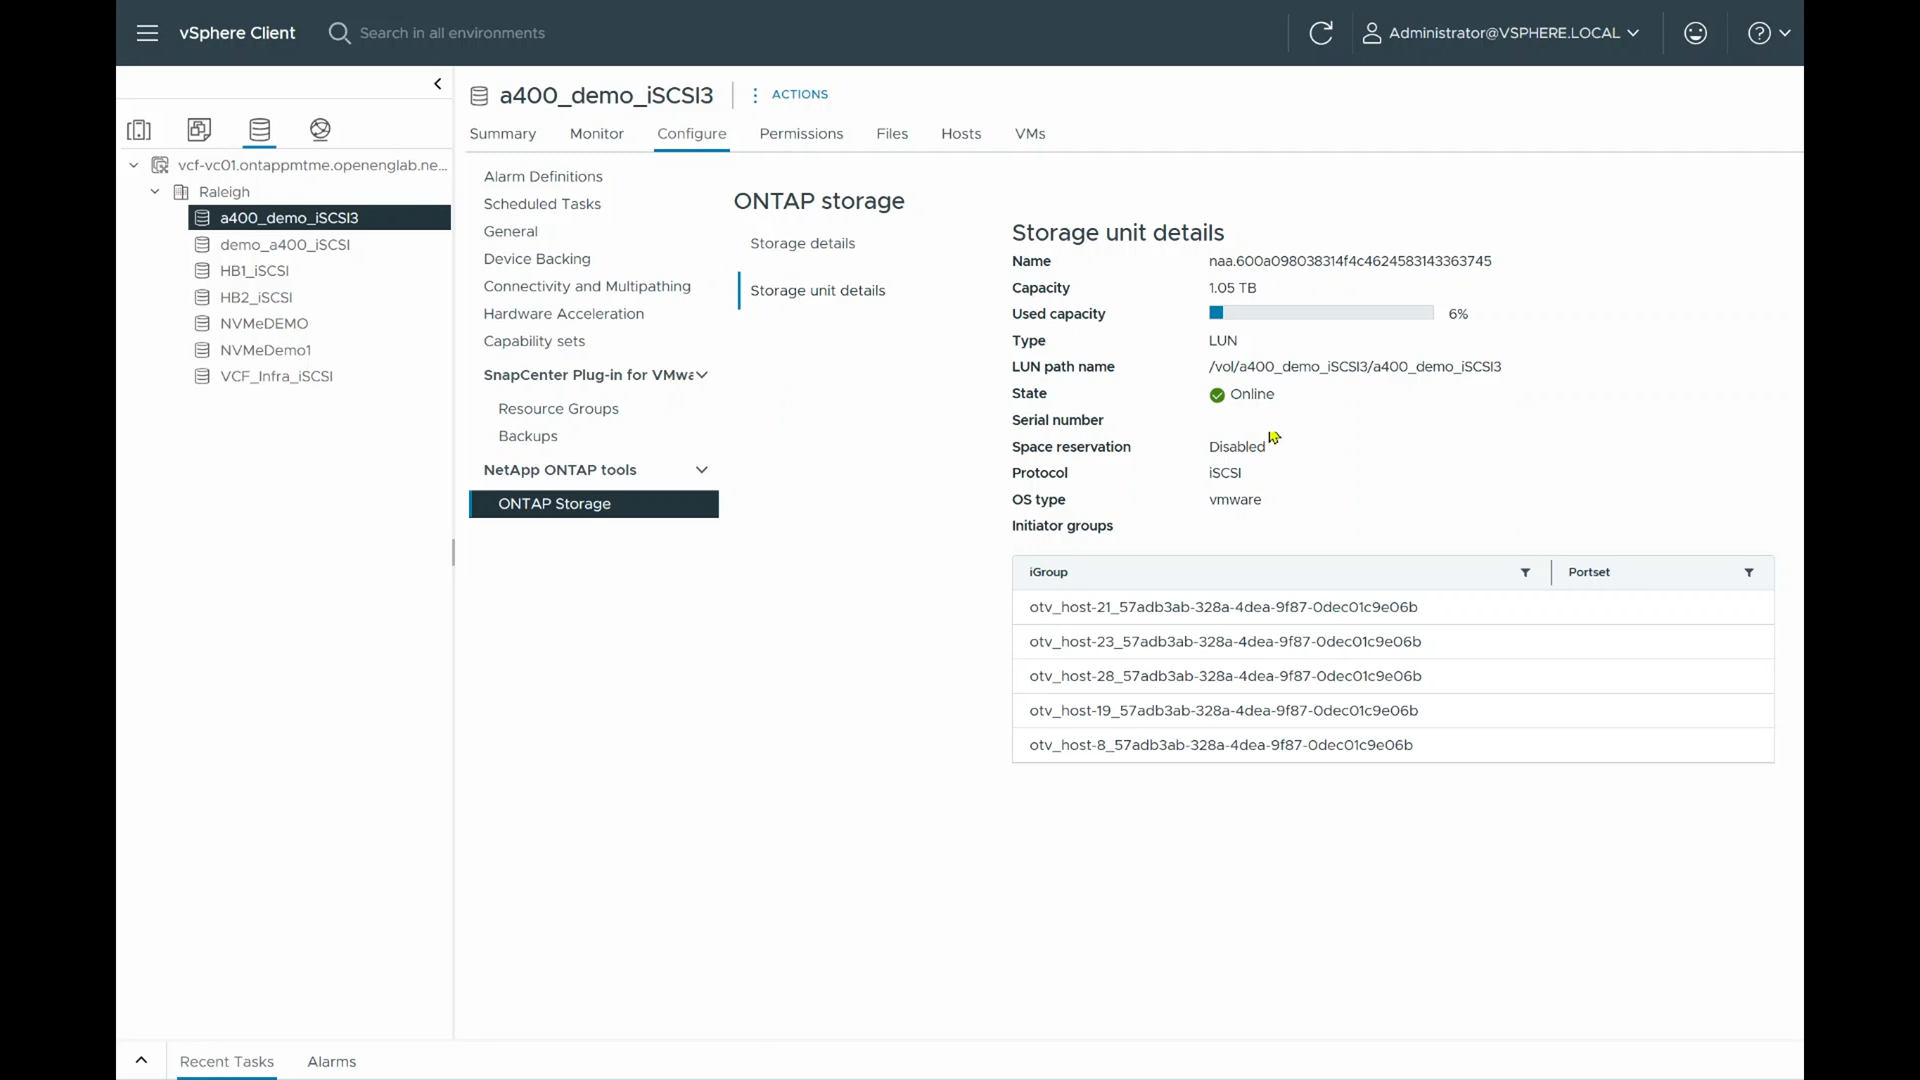 vSphere Client
Search in all environments
Administrator@VSPHERE.LOCAL
a400_demo_iSCSI3
ACTIONS
Summary Monitor Configure Permissions Files Hosts VMs
vcf-vc01.ontappmtme.openenglab.ne...
Raleigh
a400_demo_iSCSI3
demo_a400_iSCSI
HB1_iSCSI
HB2_iSCSI
NVMeDEMO
NVMeDemo1
VCF_Infra_iSCSI
Alarm Definitions
Scheduled Tasks
General
Device Backing
Connectivity and Multipathing
Hardware Acceleration
Capability sets
SnapCenter Plug-in for VMwa
Resource Groups
Backups
NetApp ONTAP tools
ONTAP Storage
ONTAP storage
Storage details
Storage unit details
Storage unit details
Name naa.600a098038314f4c4624583143363745
Capacity 1.05 TB
Used capacity 6%
Type LUN
LUN path name /vol/a400_demo_iSCSI3/a400_demo_iSCSI3
State Online
Serial number
Space reservation Disabled
Protocol iSCSI
OS type vmware
Initiator groups
iGroup Portset
otv_host-21_57adb3ab-328a-4dea-9f87-0dec01c9e06b
otv_host-23_57adb3ab-328a-4dea-9f87-0dec01c9e06b
otv_host-28_57adb3ab-328a-4dea-9f87-0dec01c9e06b
otv_host-19_57adb3ab-328a-4dea-9f87-0dec01c9e06b
otv_host-8_57adb3ab-328a-4dea-9f87-0dec01c9e06b
Recent Tasks Alarms